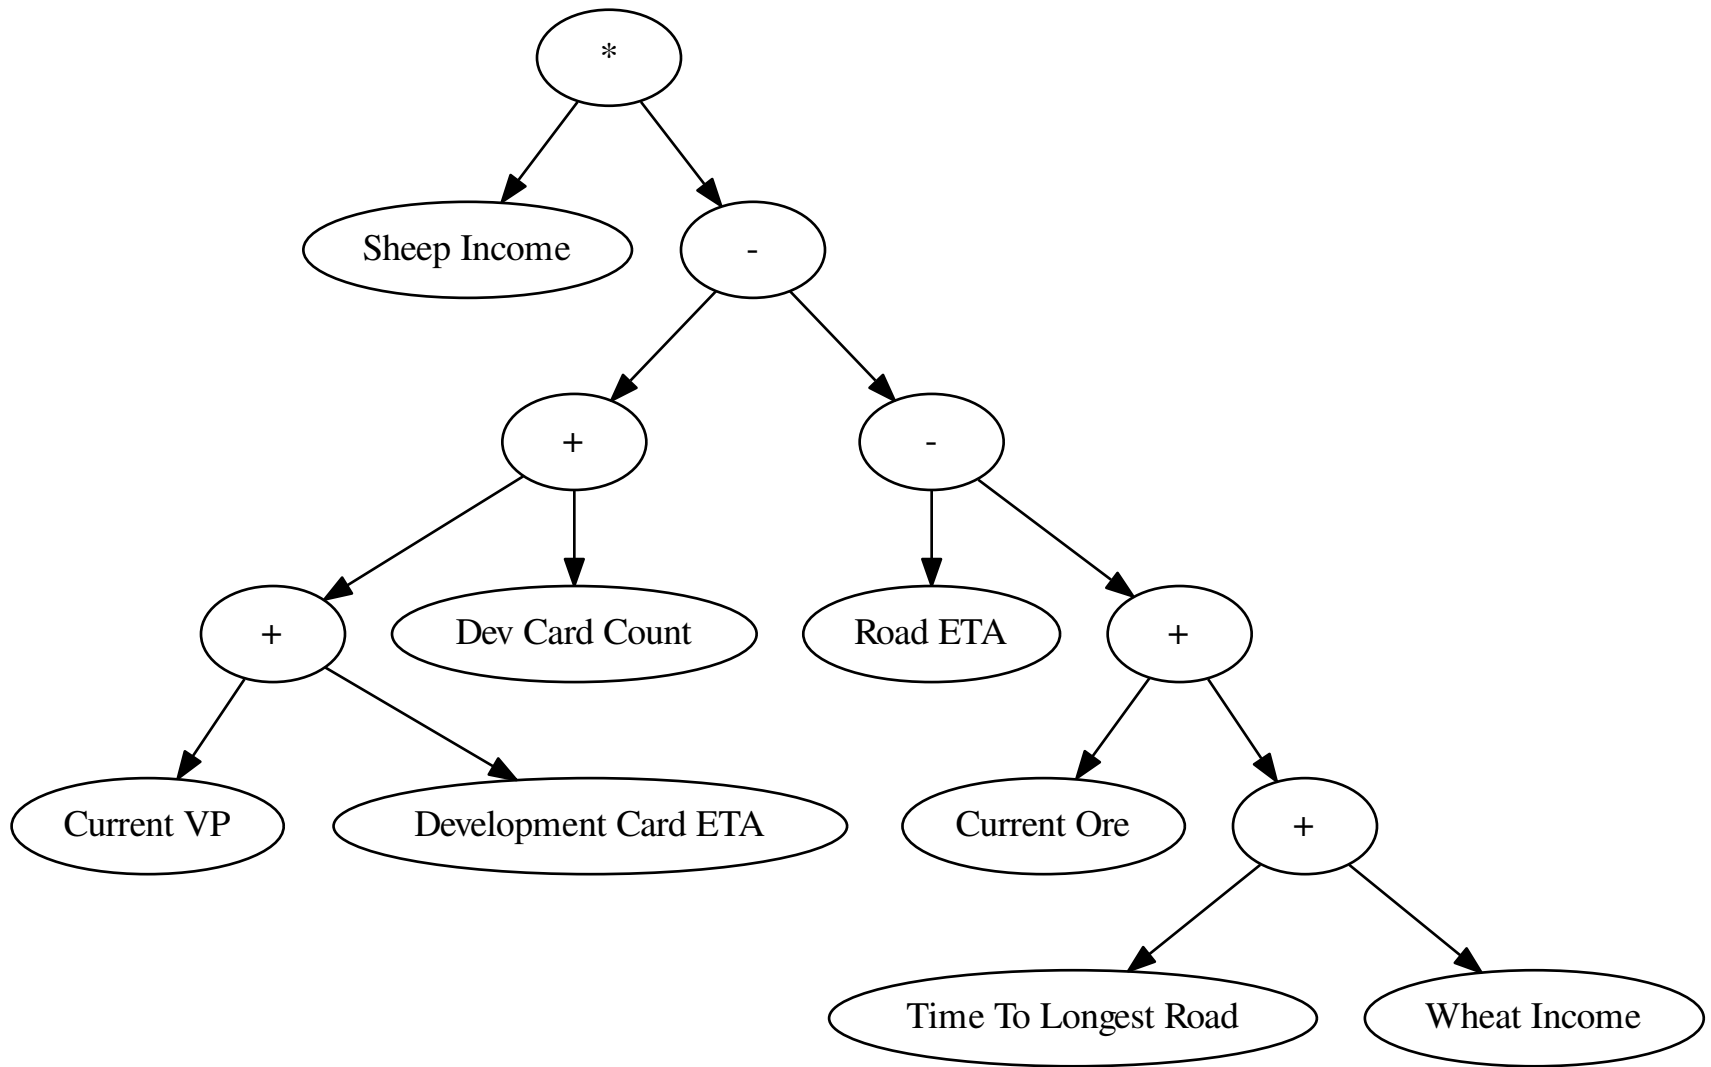 *
Sheep Income
-
+
-
+
Dev Card Count
Road ETA
+
Current VP
Development Card ETA
Current Ore
+
Time To Longest Road
Wheat Income